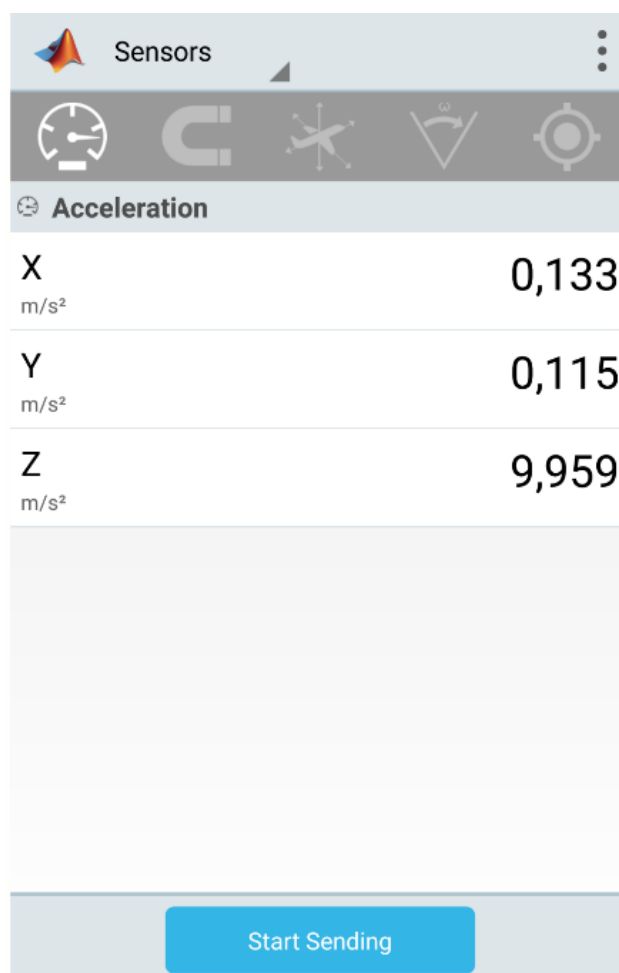 Sensors
ω
Acceleration
X
0,133
m/s²
Y
0,115
m/s²
Z
9,959
m/s²
Start Sending